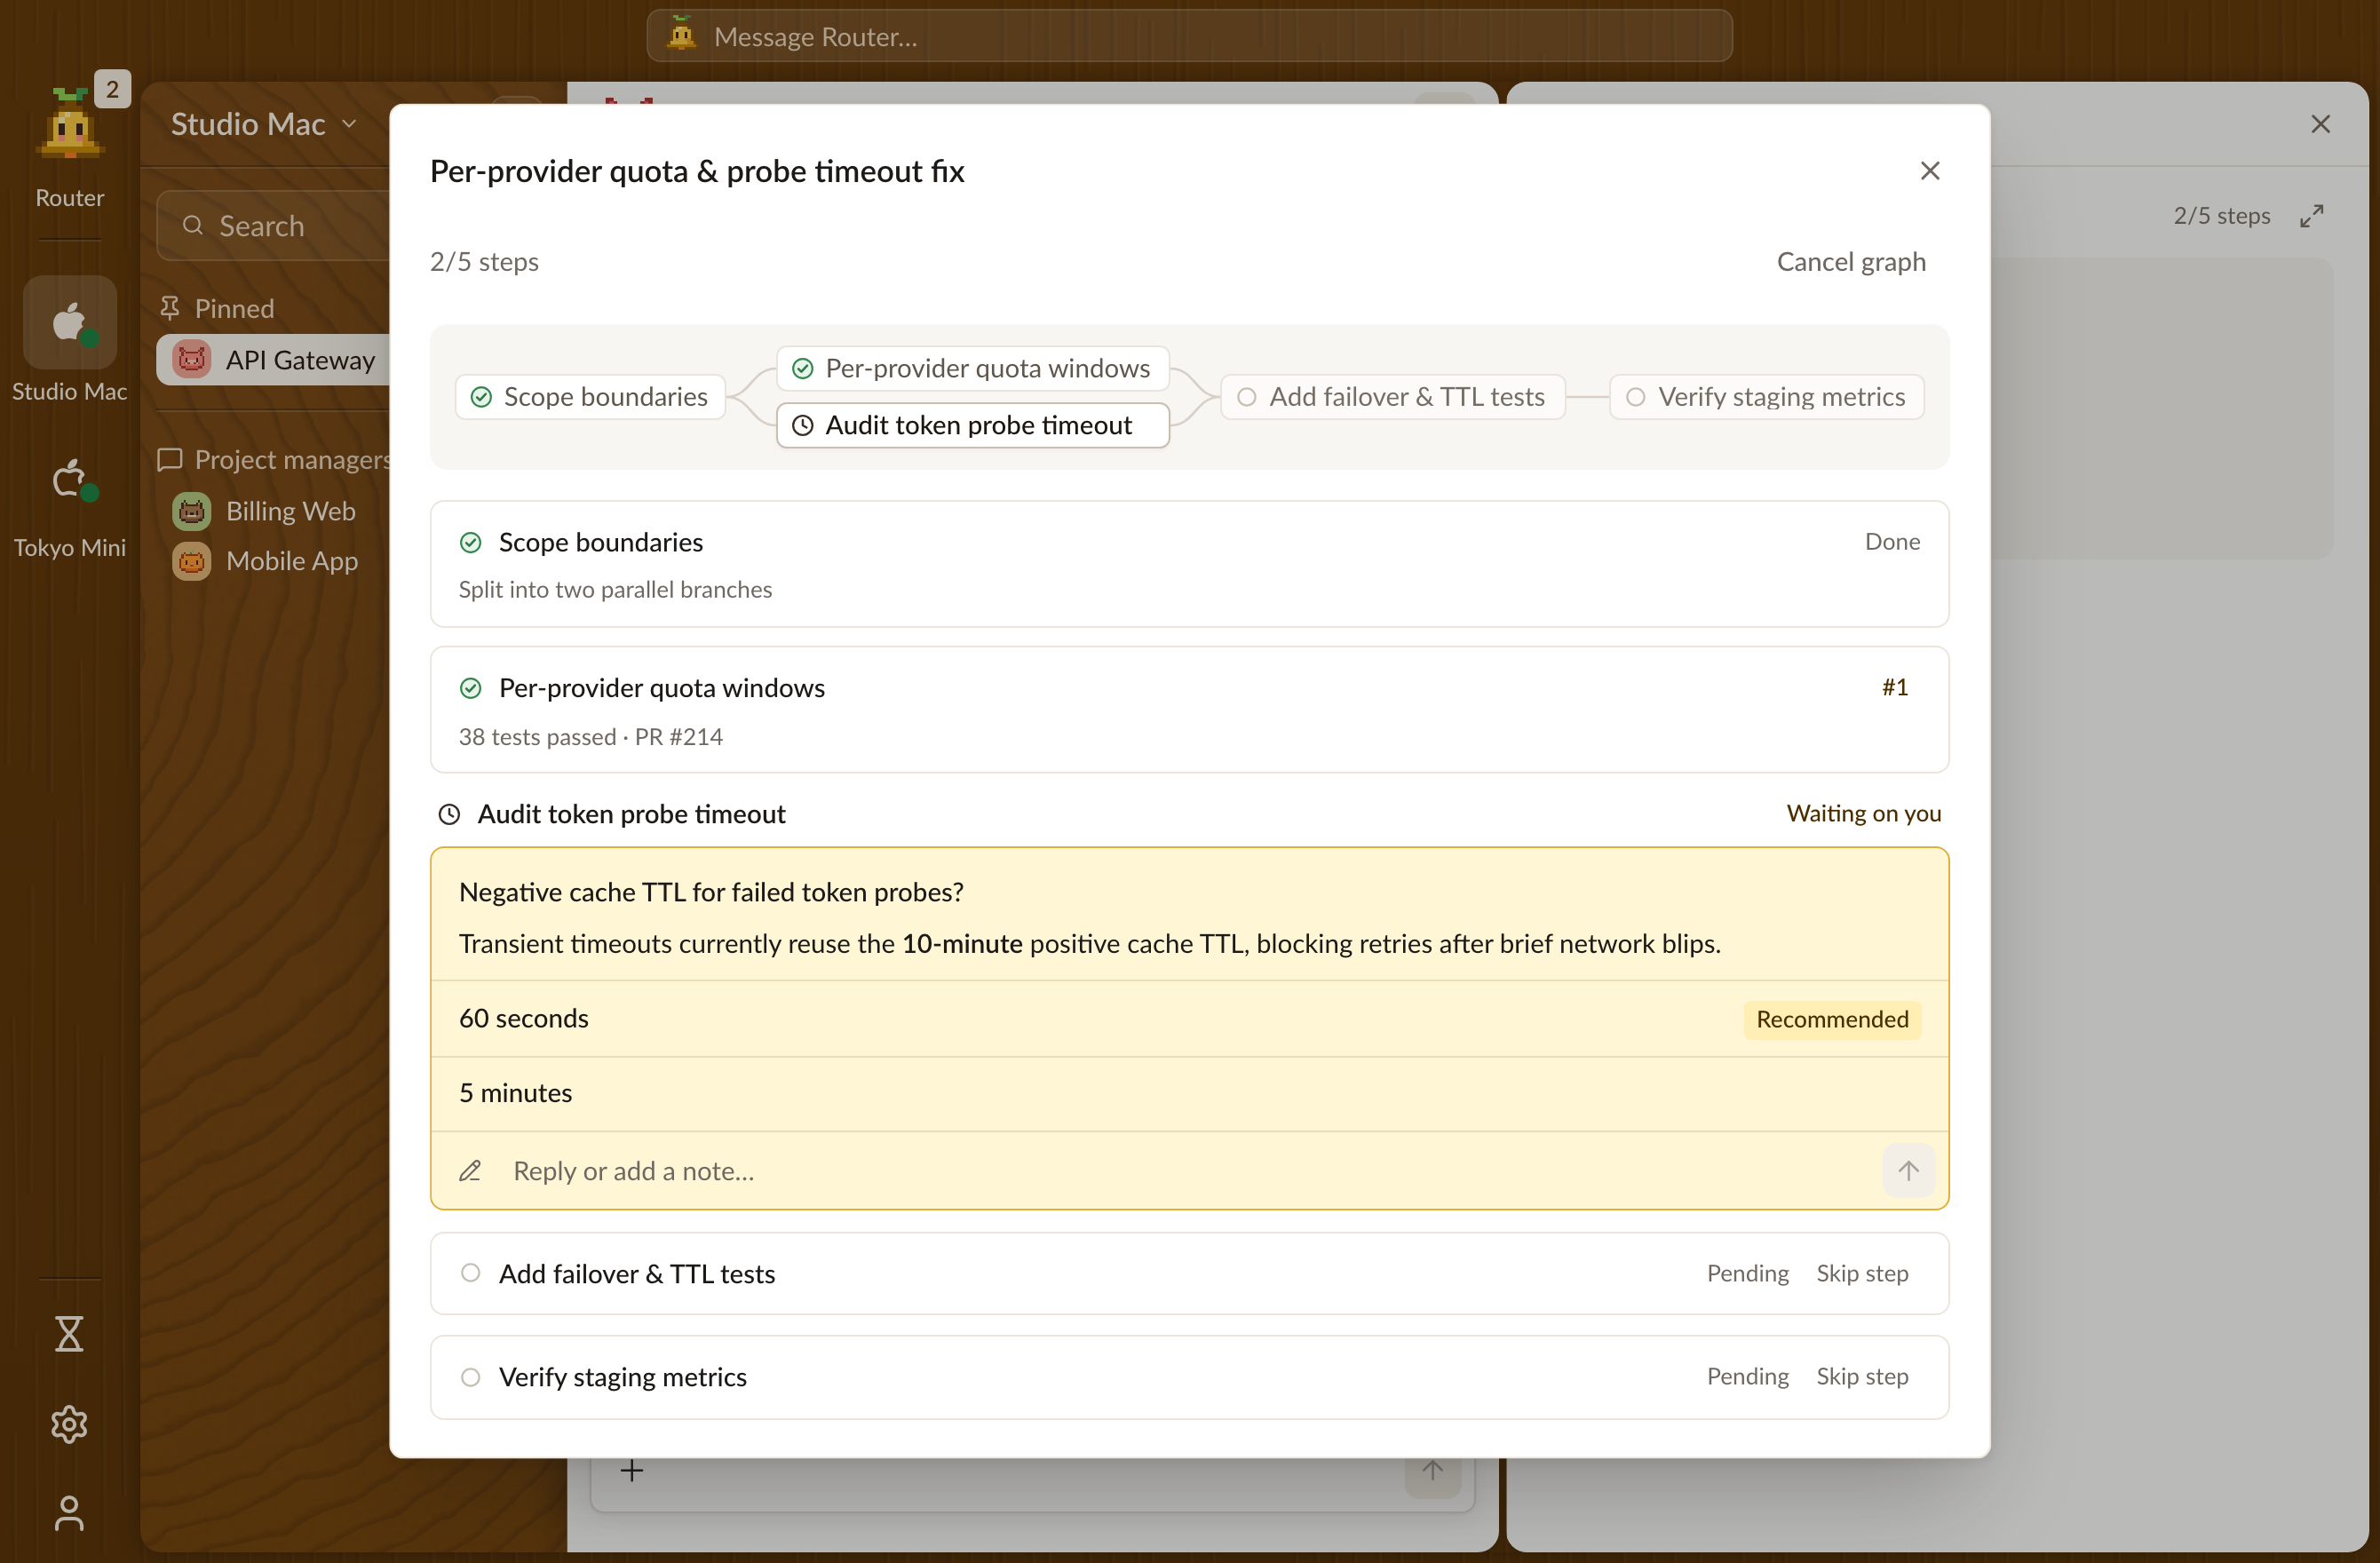 Message Router...
2
Router
Studio Mac
Tokyo Mini
Studio Mac
Search
Pinned
API Gateway
Project managers
Billing Web
Mobile App
2/5 steps
Per-provider quota & probe timeout fix
2/5 steps
Cancel graph
Scope boundaries
Per-provider quota windows
Audit token probe timeout
Add failover & TTL tests
Verify staging metrics
Scope boundaries
Done
Split into two parallel branches
Per-provider quota windows
#1
38 tests passed · PR #214
Audit token probe timeout
Waiting on you
Negative cache TTL for failed token probes?
Transient timeouts currently reuse the 10-minute positive cache TTL, blocking retries after brief network blips.
60 seconds
Recommended
5 minutes
Reply or add a note...
Add failover & TTL tests
Pending
Skip step
Verify staging metrics
Pending
Skip step